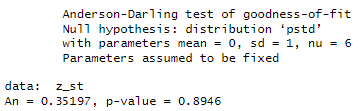 Anderson-Darling test of goodness-of-fit
Null hypothesis: distribution ‘pstd’
with parameters mean = 0, sd = 1, nu = 6
Parameters assumed to be fixed
data:  z_st
An = 0.35197, p-value = 0.8946